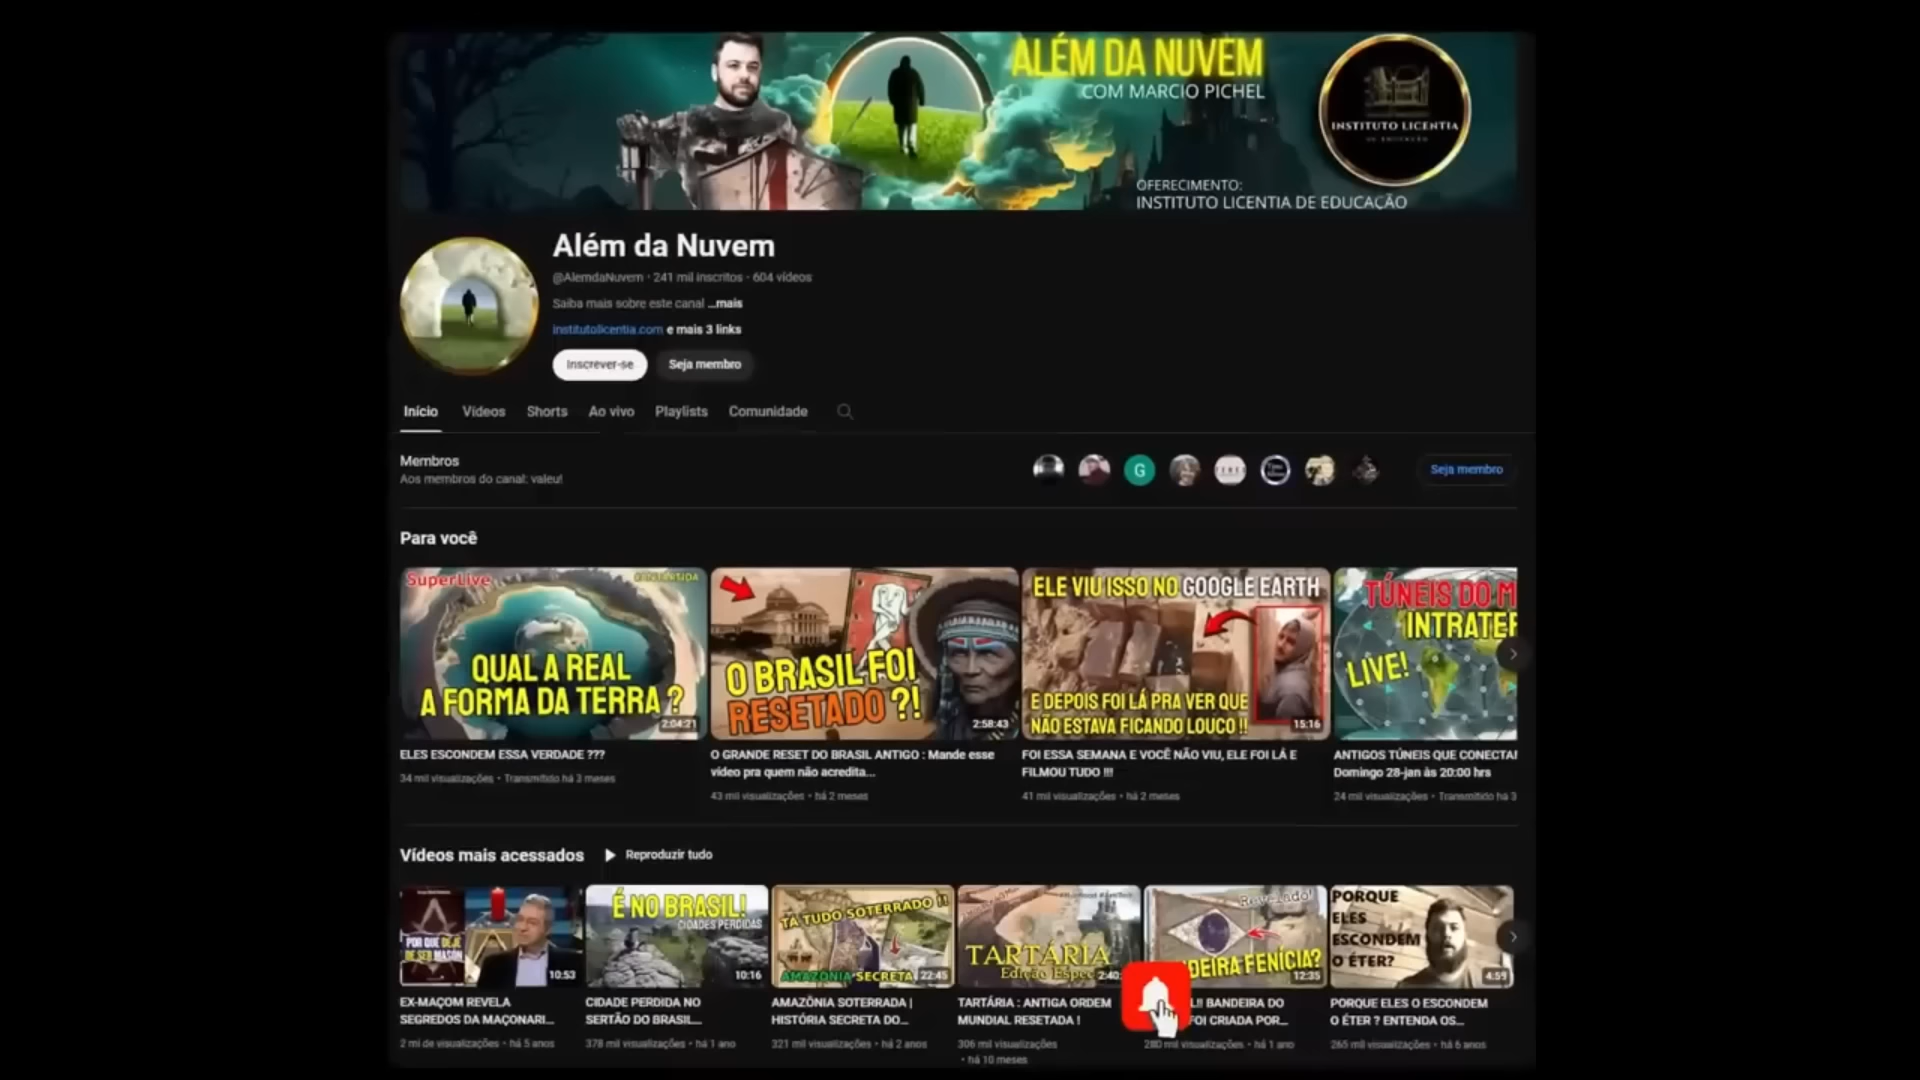 ALÉM DA NUVEM
COM MARCIO PICHEL
INSTITUTO LICENTIA
DE EDUCAÇÃO
OFERECIMENTO:
INSTITUTO LICENTIA DE EDUCAÇÃO
Além da Nuvem
@AlemdaNuvem · 241 mil inscritos · 604 vídeos
Saiba mais sobre este canal ...mais
institutolicentia.com e mais 3 links
Inscrever-se
Seja membro
Início Vídeos Shorts Ao vivo Playlists Comunidade
Membros
Aos membros do canal: valeu!
G
Seja membro
Para você
SuperLive
QUAL A REAL
A FORMA DA TERRA ?
2:04:21
O BRASIL FOI
RESETADO ?!
2:58:43
ELE VIU ISSO NO GOOGLE EARTH
E DEPOIS FOI LÁ PRA VER QUE
NÃO ESTAVA FICANDO LOUCO !!
15:16
TÚNEIS DO M
"INTRATER
LIVE!
ELES ESCONDEM ESSA VERDADE ???
34 mil visualizações • Transmitido há 3 meses
O GRANDE RESET DO BRASIL ANTIGO : Mande esse
vídeo pra quem não acredita...
43 mil visualizações • há 2 meses
FOI ESSA SEMANA E VOCÊ NÃO VIU, ELE FOI LÁ E
FILMOU TUDO !!!
41 mil visualizações • há 2 meses
ANTIGOS TÚNEIS QUE CONECTA
Domingo 28-jan às 20:00 hrs
24 mil visualizações • Transmitido há 3
Vídeos mais acessados
Reproduzir tudo
POR QUE DEJE
DE SER MASON
10:53
É NO BRASIL!
CIDADES PERDIDAS
10:16
TÁ TUDO SOTERRADO !!
AMAZÔNIA SECRETA
22:45
TARTÁRIA
Edição Espec
2:40:
Revelado!
DEIRA FENÍCIA?
12:35
PORQUE
ELES
ESCONDEM
O ÉTER?
4:59
EX-MAÇOM REVELA
SEGREDOS DA MAÇONARI...
2 mi de visualizações • há 5 anos
CIDADE PERDIDA NO
SERTÃO DO BRASIL...
378 mil visualizações • há 1 ano
AMAZÔNIA SOTERRADA |
HISTÓRIA SECRETA DO...
321 mil visualizações • há 2 anos
TARTÁRIA : ANTIGA ORDEM
MUNDIAL RESETADA !
306 mil visualizações
• há 10 meses
L!! BANDEIRA DO
FOI CRIADA POR...
280 mil visualizações • há 1 ano
PORQUE ELES O ESCONDEM
O ÉTER ? ENTENDA OS...
265 mil visualizações • há 6 anos